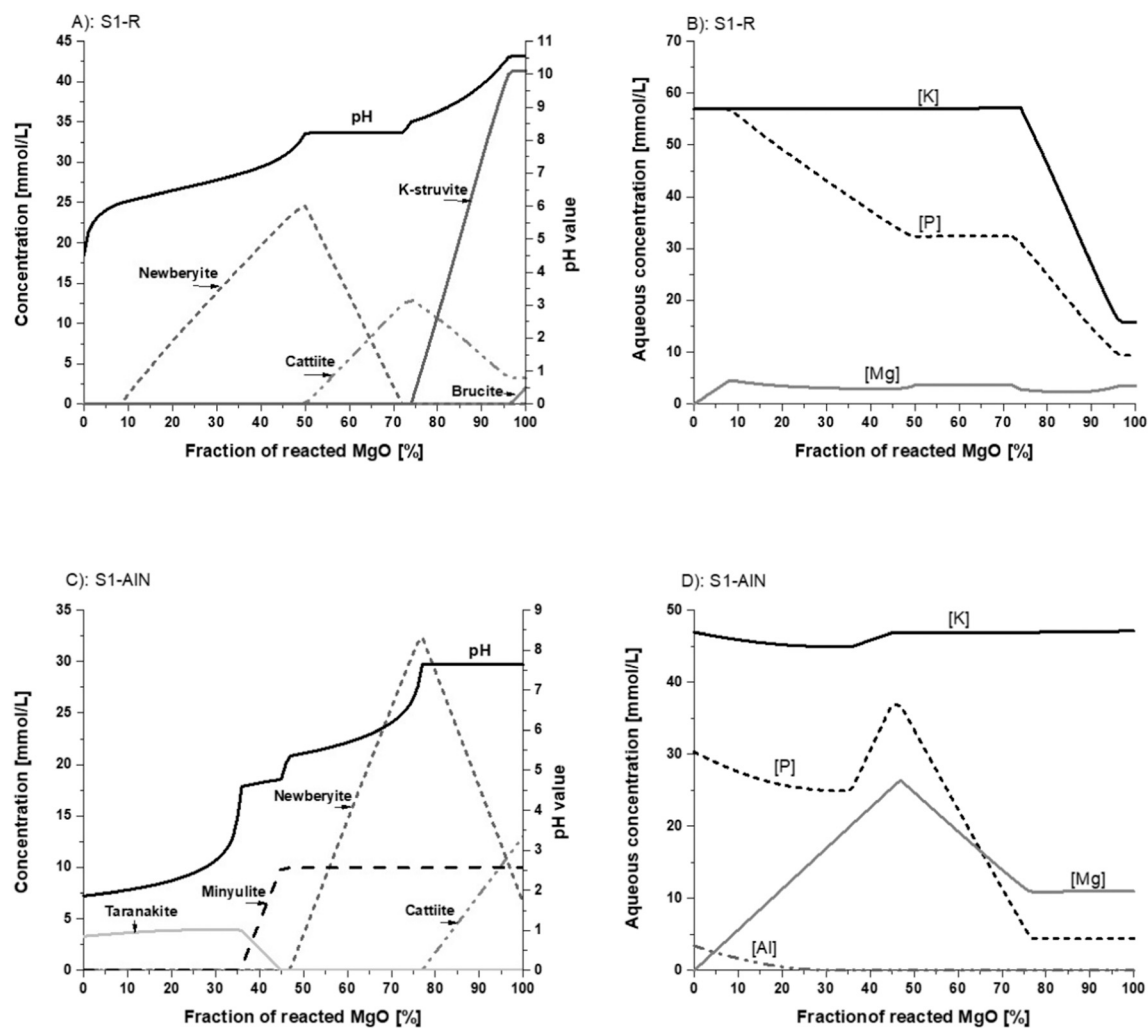 A): S1-R
45
40
35
30
25
20
15
10
5
0
Concentration [mmol/L]
11
10
9
8
7
6
5
4
3
2
1
0
pH value
pH
K-struvite
Newberyite
Cattiite
Brucite
0 10 20 30 40 50 60 70 80 90 100
Fraction of reacted MgO [%]
B): S1-R
70
60
50
40
30
20
10
0
Aqueous concentration [mmol/L]
[K]
[P]
[Mg]
0 10 20 30 40 50 60 70 80 90 100
Fraction of reacted MgO [%]
C): S1-AlN
35
30
25
20
15
10
5
0
Concentration [mmol/L]
9
8
7
6
5
4
3
2
1
0
pH value
pH
Newberyite
Minyulite
Taranakite
Cattiite
0 10 20 30 40 50 60 70 80 90 100
Fraction of reacted MgO [%]
D): S1-AlN
50
40
30
20
10
0
Aqueous concentration [mmol/L]
[K]
[P]
[Mg]
[Al]
0 10 20 30 40 50 60 70 80 90 100
Fractionof reacted MgO [%]